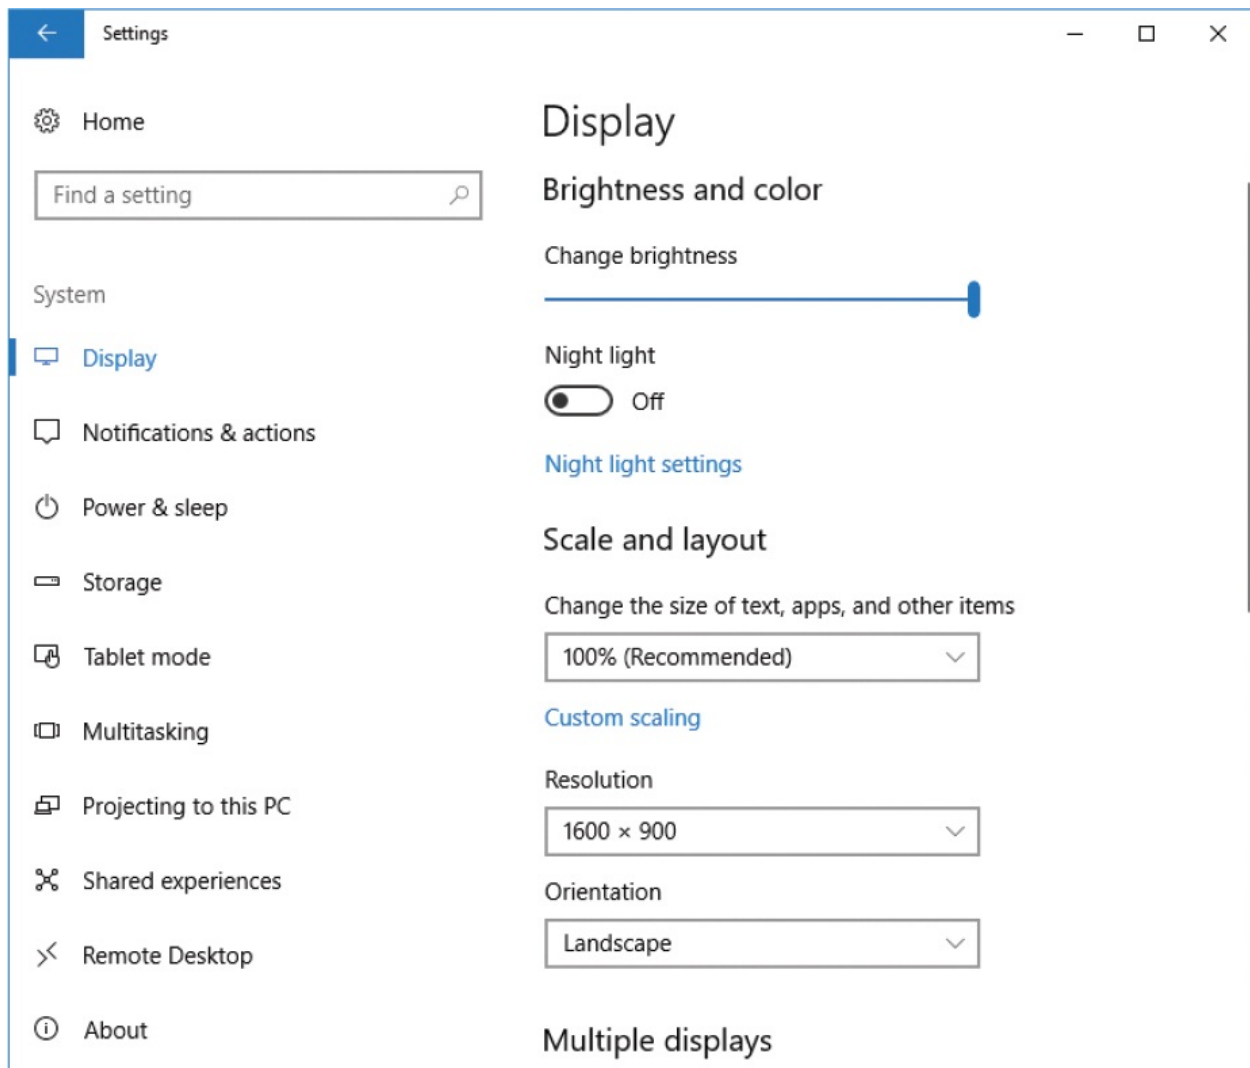 Settings
Home
Find a setting
System
Display
Notifications & actions
Power & sleep
Storage
Tablet mode
Multitasking
Projecting to this PC
Shared experiences
Remote Desktop
About
Display
Brightness and color
Change brightness
Night light
Off
Night light settings
Scale and layout
Change the size of text, apps, and other items
100% (Recommended)
Custom scaling
Resolution
1600 × 900
Orientation
Landscape
Multiple displays